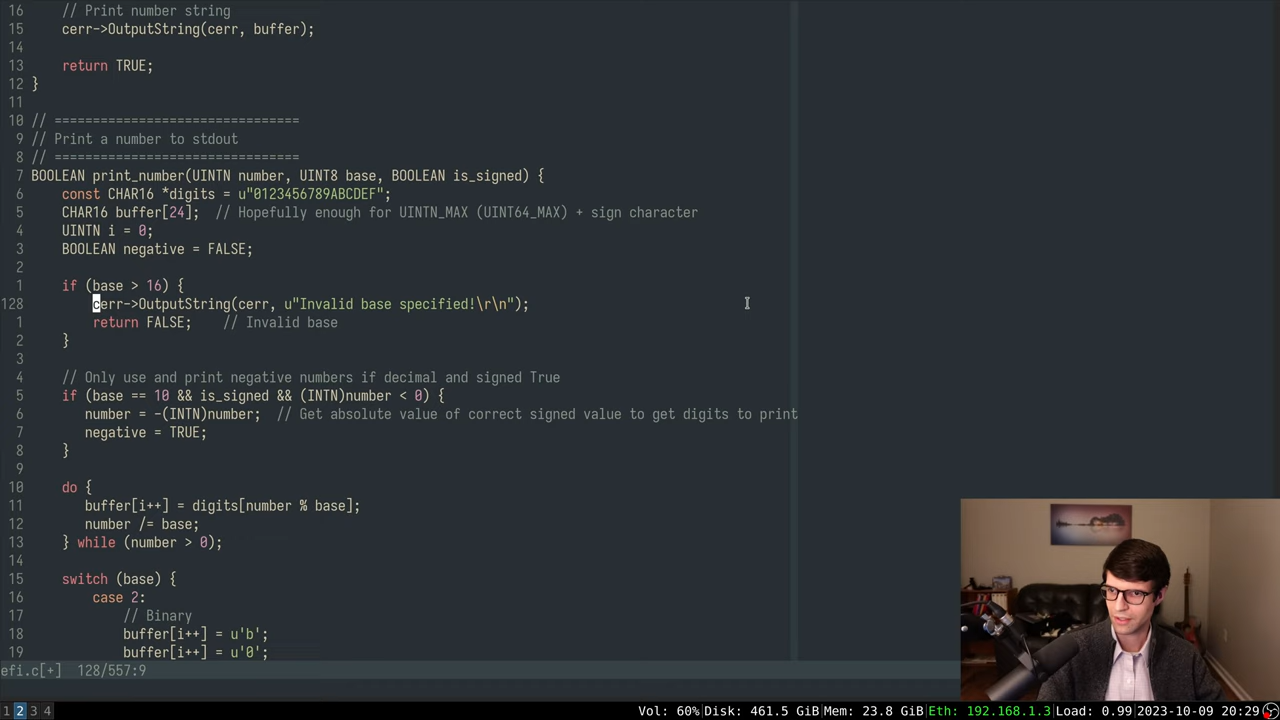 16     // Print number string
15     cerr->OutputString(cerr, buffer);
14
13     return TRUE;
12 }
11
10 // ================================
9 // Print a number to stdout
8 // ================================
7 BOOLEAN print_number(UINTN number, UINT8 base, BOOLEAN is_signed) {
6     const CHAR16 *digits = u"0123456789ABCDEF";
5     CHAR16 buffer[24];  // Hopefully enough for UINTN_MAX (UINT64_MAX) + sign character
4     UINTN i = 0;
3     BOOLEAN negative = FALSE;
2
1     if (base > 16) {
128         cerr->OutputString(cerr, u"Invalid base specified!\r\n");
1         return FALSE;    // Invalid base
2     }
3
4     // Only use and print negative numbers if decimal and signed True
5     if (base == 10 && is_signed && (INTN)number < 0) {
6        number = -(INTN)number;  // Get absolute value of correct signed value to get digits to print
7        negative = TRUE;
8     }
9
10     do {
11        buffer[i++] = digits[number % base];
12        number /= base;
13     } while (number > 0);
14
15     switch (base) {
16         case 2:
17             // Binary
18             buffer[i++] = u'b';
19             buffer[i++] = u'0';
efi.c[+]  128/557:9
1 2 3 4 Vol: 60%|Disk: 461.5 GiB|Mem: 23.8 GiB|Eth: 192.168.1.3|Load: 0.99|2023-10-09 20:29